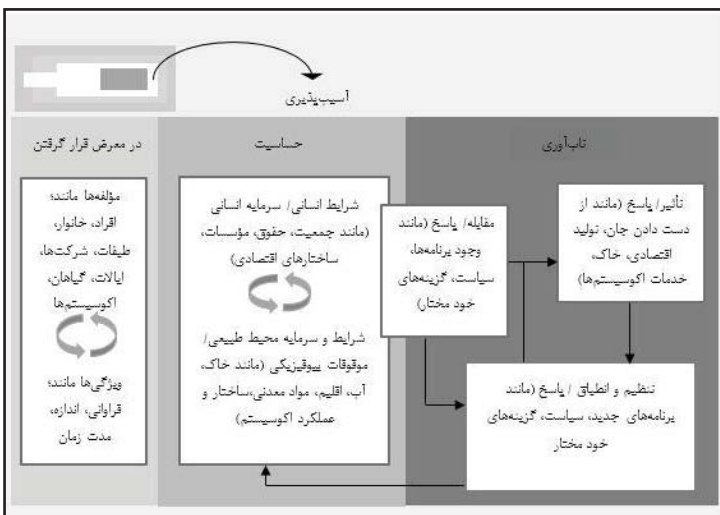 آسیب‌پذیری
در معرض قرار گرفتن
حساسیت
تاب‌آوری
مؤلفه‌ها مانند؛
افراد، خانوار،
طبقات، شرکت‌ها،
ایالات، گیاهان،
اکوسیستم‌ها
ویژگی‌ها مانند؛
فراوانی، اندازه،
مدت زمان
شرایط انسانی/ سرمایه انسانی
(مانند جمعیت، حقوق، مؤسسات،
ساختارهای اقتصادی)
شرایط و سرمایه محیط طبیعی/
موقوفات بیوفیزیکی (مانند خاک،
آب، اقلیم، مواد معدنی،ساختار و
عملکرد اکوسیستم)
مقابله/ پاسخ (مانند
وجود برنامه‌ها،
سیاست، گزینه‌های
خود مختار)
تأثیر/ پاسخ (مانند از
دست دادن جان، تولید
اقتصادی، خاک،
خدمات اکوسیستم‌ها)
تنظیم و انطباق / پاسخ (مانند
برنامه‌های جدید، سیاست، گزینه‌های
خود مختار